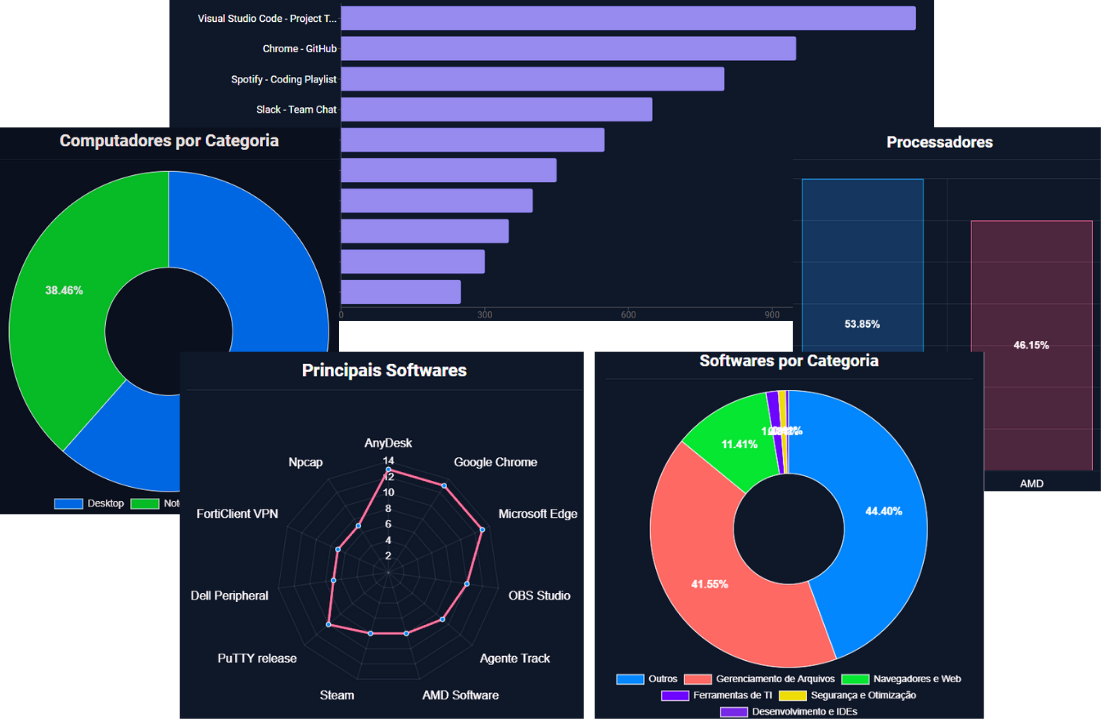 Visual Studio Code - Project T...
Chrome - GitHub
Spotify - Coding Playlist
Slack - Team Chat
0 300 600 900
Computadores por Categoria
38.46%
Desktop
Processadores
53.85%
46.15%
AMD
Principais Softwares
AnyDesk
Google Chrome
Microsoft Edge
OBS Studio
Agente Track
AMD Software
Steam
PuTTY release
Dell Peripheral
FortiClient VPN
Npcap
14
12
10
8
6
4
2
Softwares por Categoria
11.41%
44.40%
41.55%
Outros Gerenciamento de Arquivos Navegadores e Web
Ferramentas de TI Segurança e Otimização
Desenvolvimento e IDEs